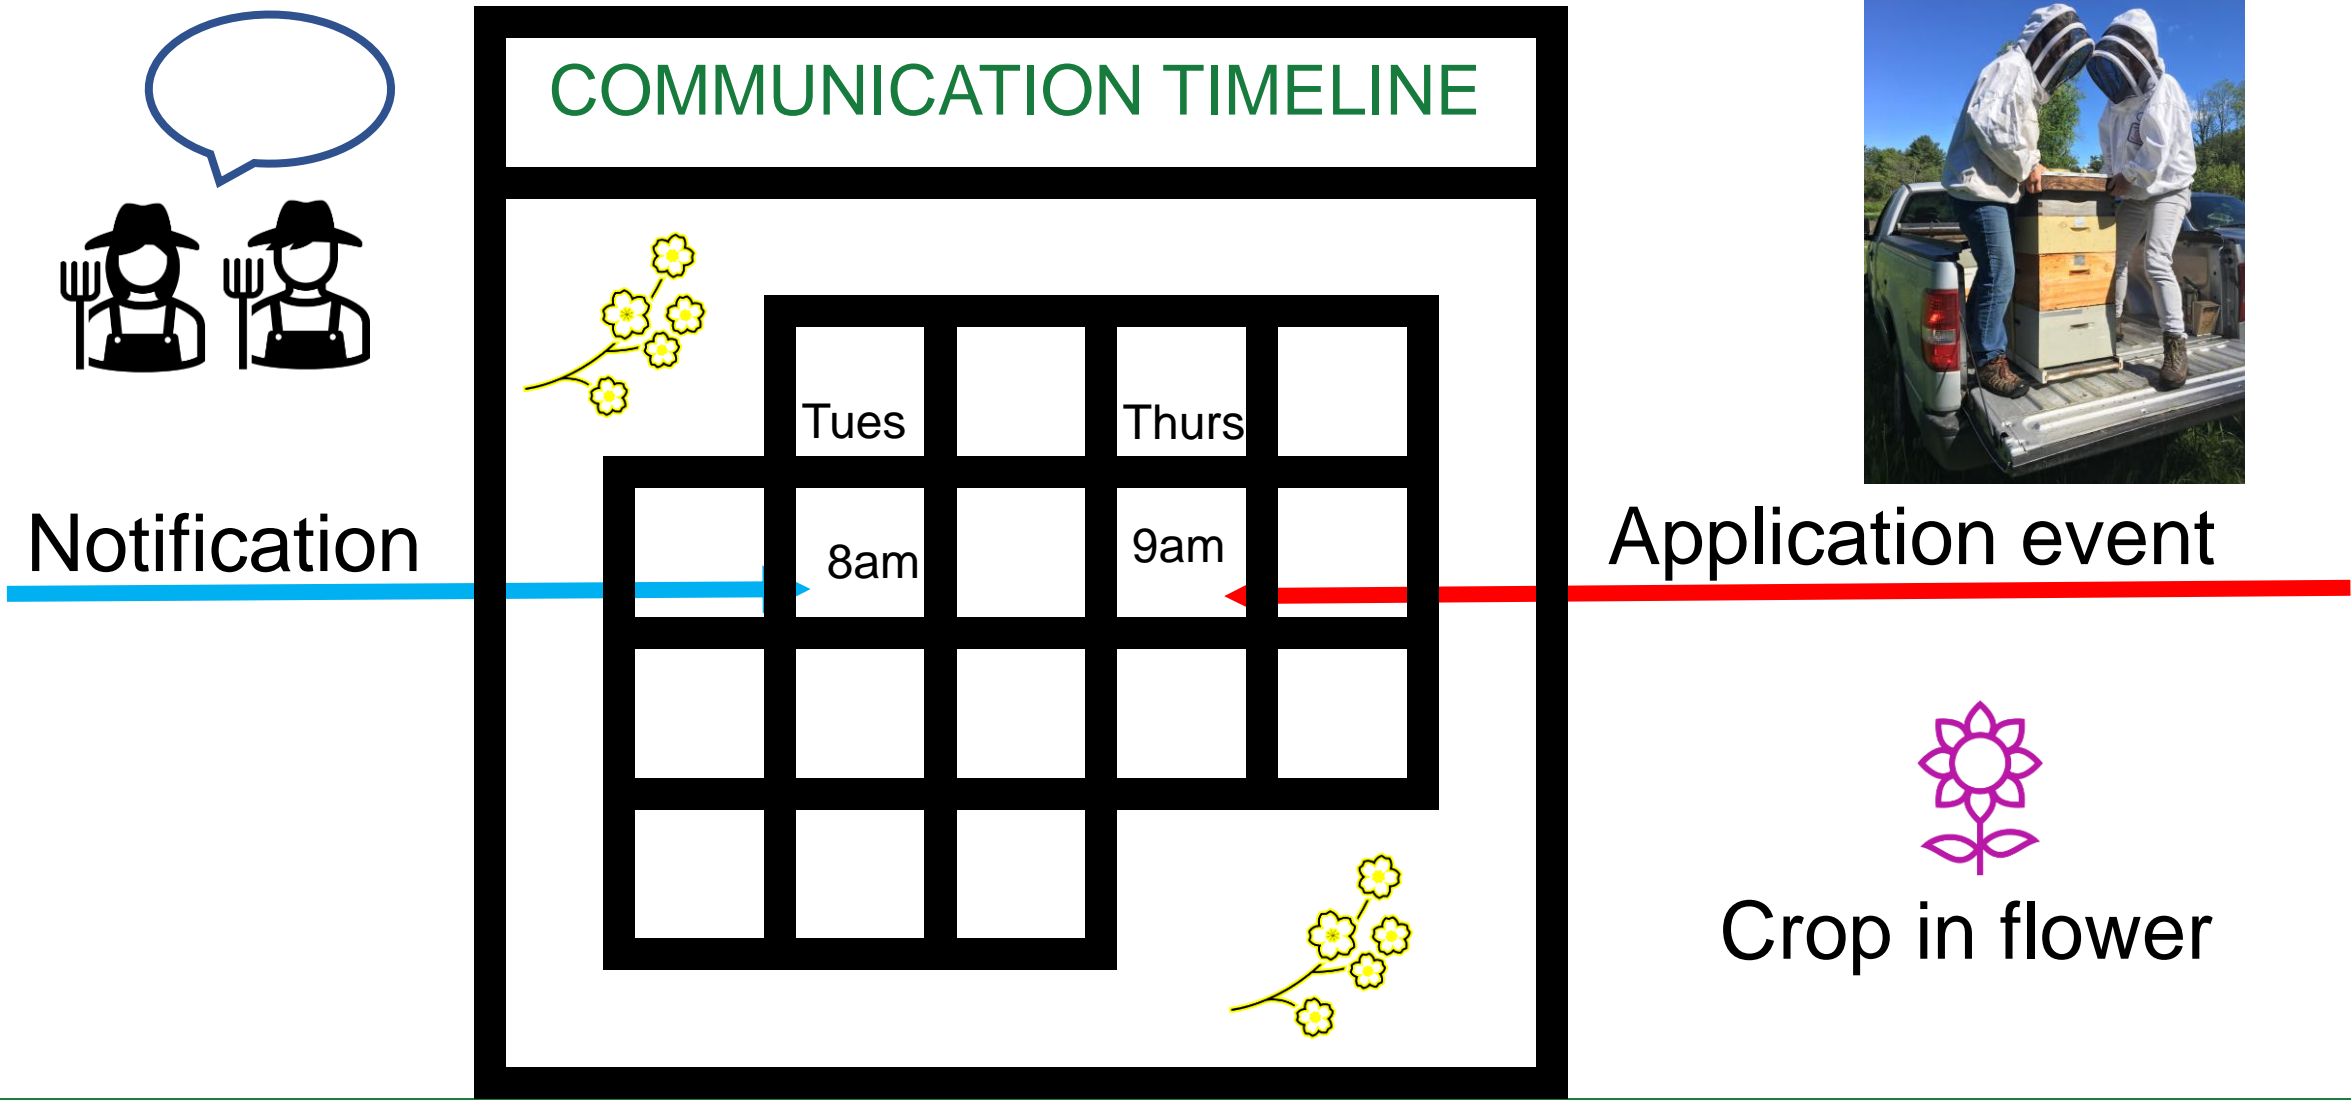 COMMUNICATION TIMELINE
Tues
Thurs
Notification
8am
9am
Application event
Crop in flower